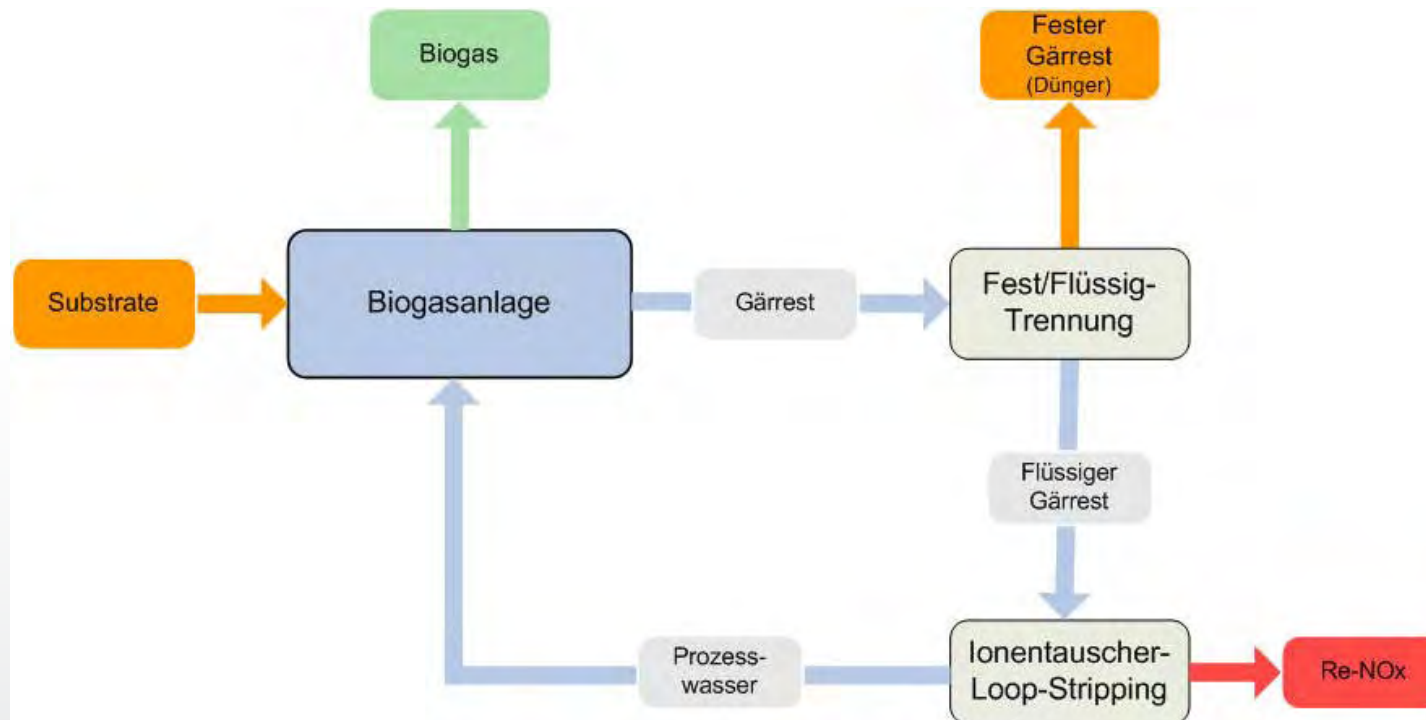 Biogas
Fester
Gärrest
(Dünger)
Substrate
Biogasanlage
Gärrest
Fest/Flüssig-
Trennung
Flüssiger
Gärrest
Prozess-
wasser
Ionentauscher-
Loop-Stripping
Re-NOx